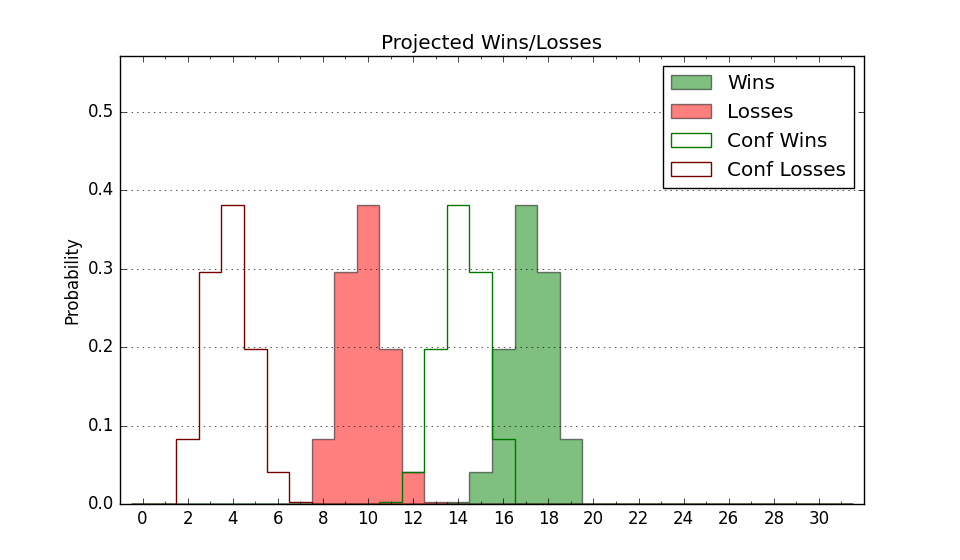 Projected Wins/Losses
Wins
Losses
Conf Wins
Conf Losses
Probability
0.5
0.4
0.3
0.2
0.1
0.0
0 2 4 6 8 10 12 14 16 18 20 22 24 26 28 30